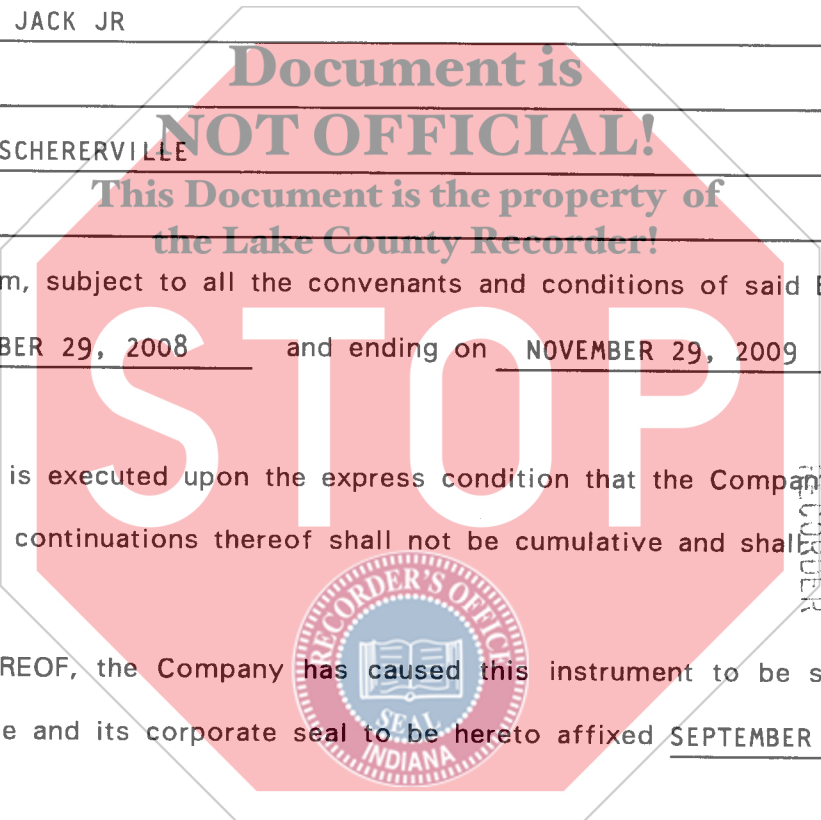 JACK JR
Document is
NOT OFFICIAL!
SCHERERVILLE
This Document is the property of
the Lake County Recorder!
m, subject to all the convenants and conditions of said
BER 29, 2008 and ending on NOVEMBER 29, 2009
STOP
is executed upon the express condition that the Compan
continuations thereof shall not be cumulative and shall
RECORDER
RECORDER'S OFFICE
REOF, the Company has caused this instrument to be s
SEAL
e and its corporate seal to be hereto affixed SEPTEMBER
INDIANA